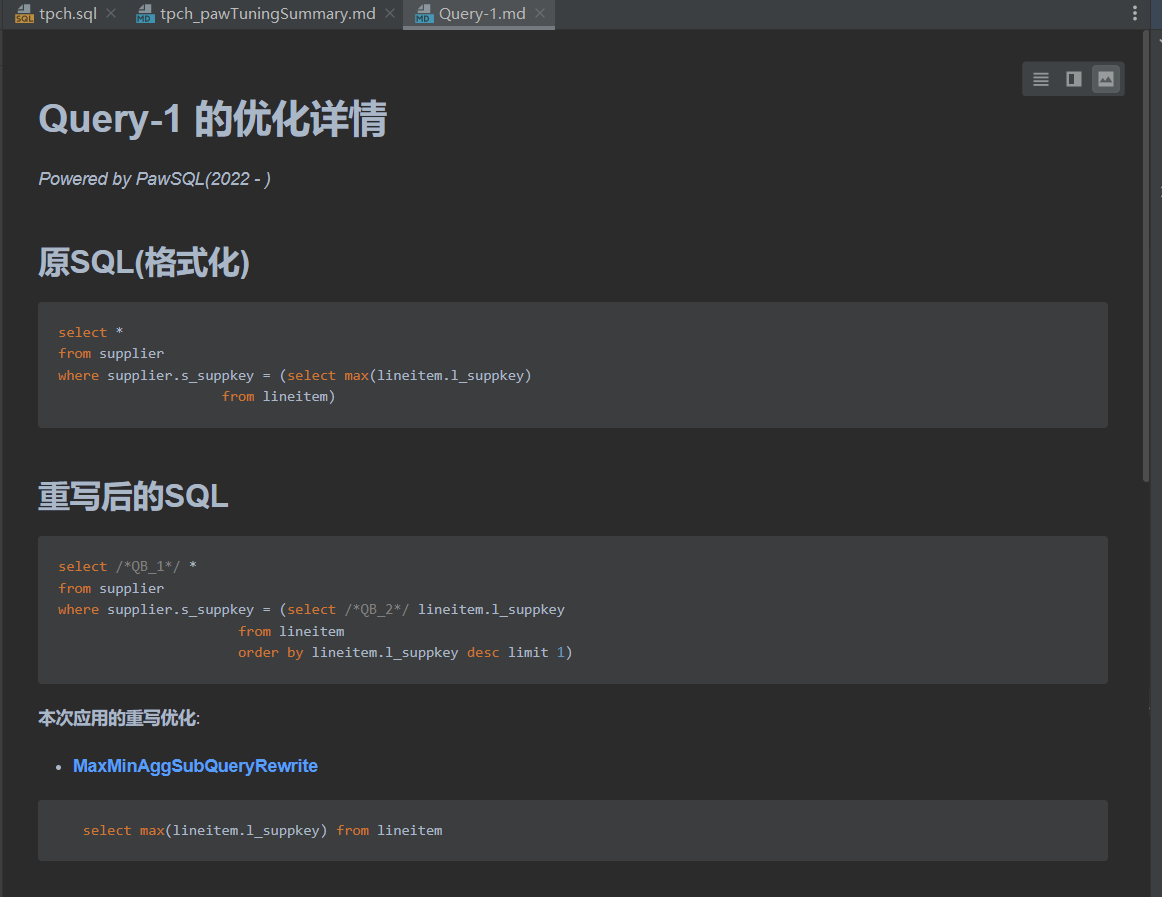 tpch.sql tpch_pawTuningSummary.md Query-1.md
Query-1 的优化详情
Powered by PawSQL(2022 - )
原SQL(格式化)
select *
from supplier
where supplier.s_suppkey = (select max(lineitem.l_suppkey)
from lineitem)
重写后的SQL
select /*QB_1*/ *
from supplier
where supplier.s_suppkey = (select /*QB_2*/ lineitem.l_suppkey
from lineitem
order by lineitem.l_suppkey desc limit 1)
本次应用的重写优化:
• MaxMinAggSubQueryRewrite
select max(lineitem.l_suppkey) from lineitem